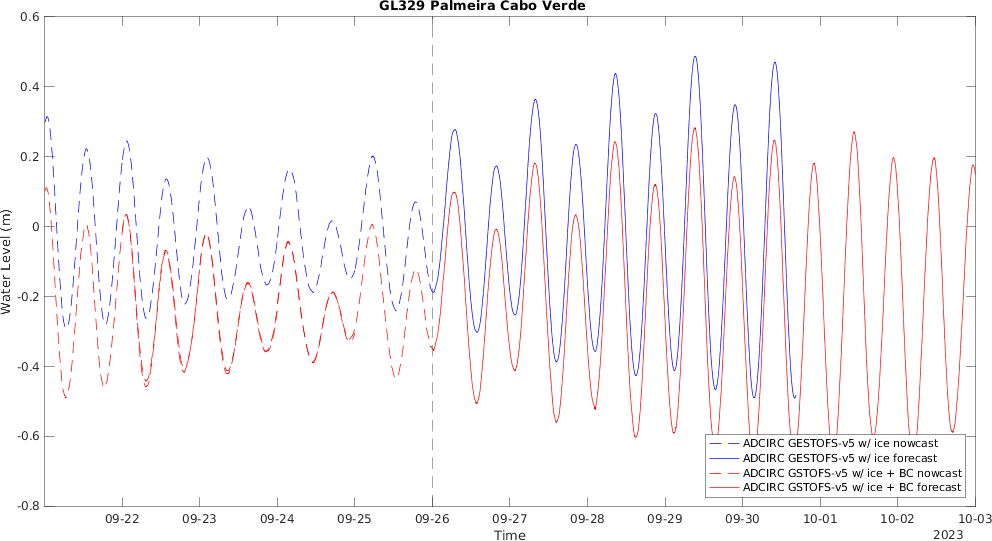 GL329 Palmeira Cabo Verde
0.6
0.4
0.2
0
-0.2
-0.4
-0.6
-0.8
Water Level (m)
ADCIRC GESTOFS-v5 w/ ice nowcast
ADCIRC GESTOFS-v5 w/ ice forecast
ADCIRC GSTOFS-v5 w/ ice + BC nowcast
ADCIRC GSTOFS-v5 w/ ice + BC forecast
09-22 09-23 09-24 09-25 09-26 09-27 09-28 09-29 09-30 10-01 10-02 10-03
Time
2023